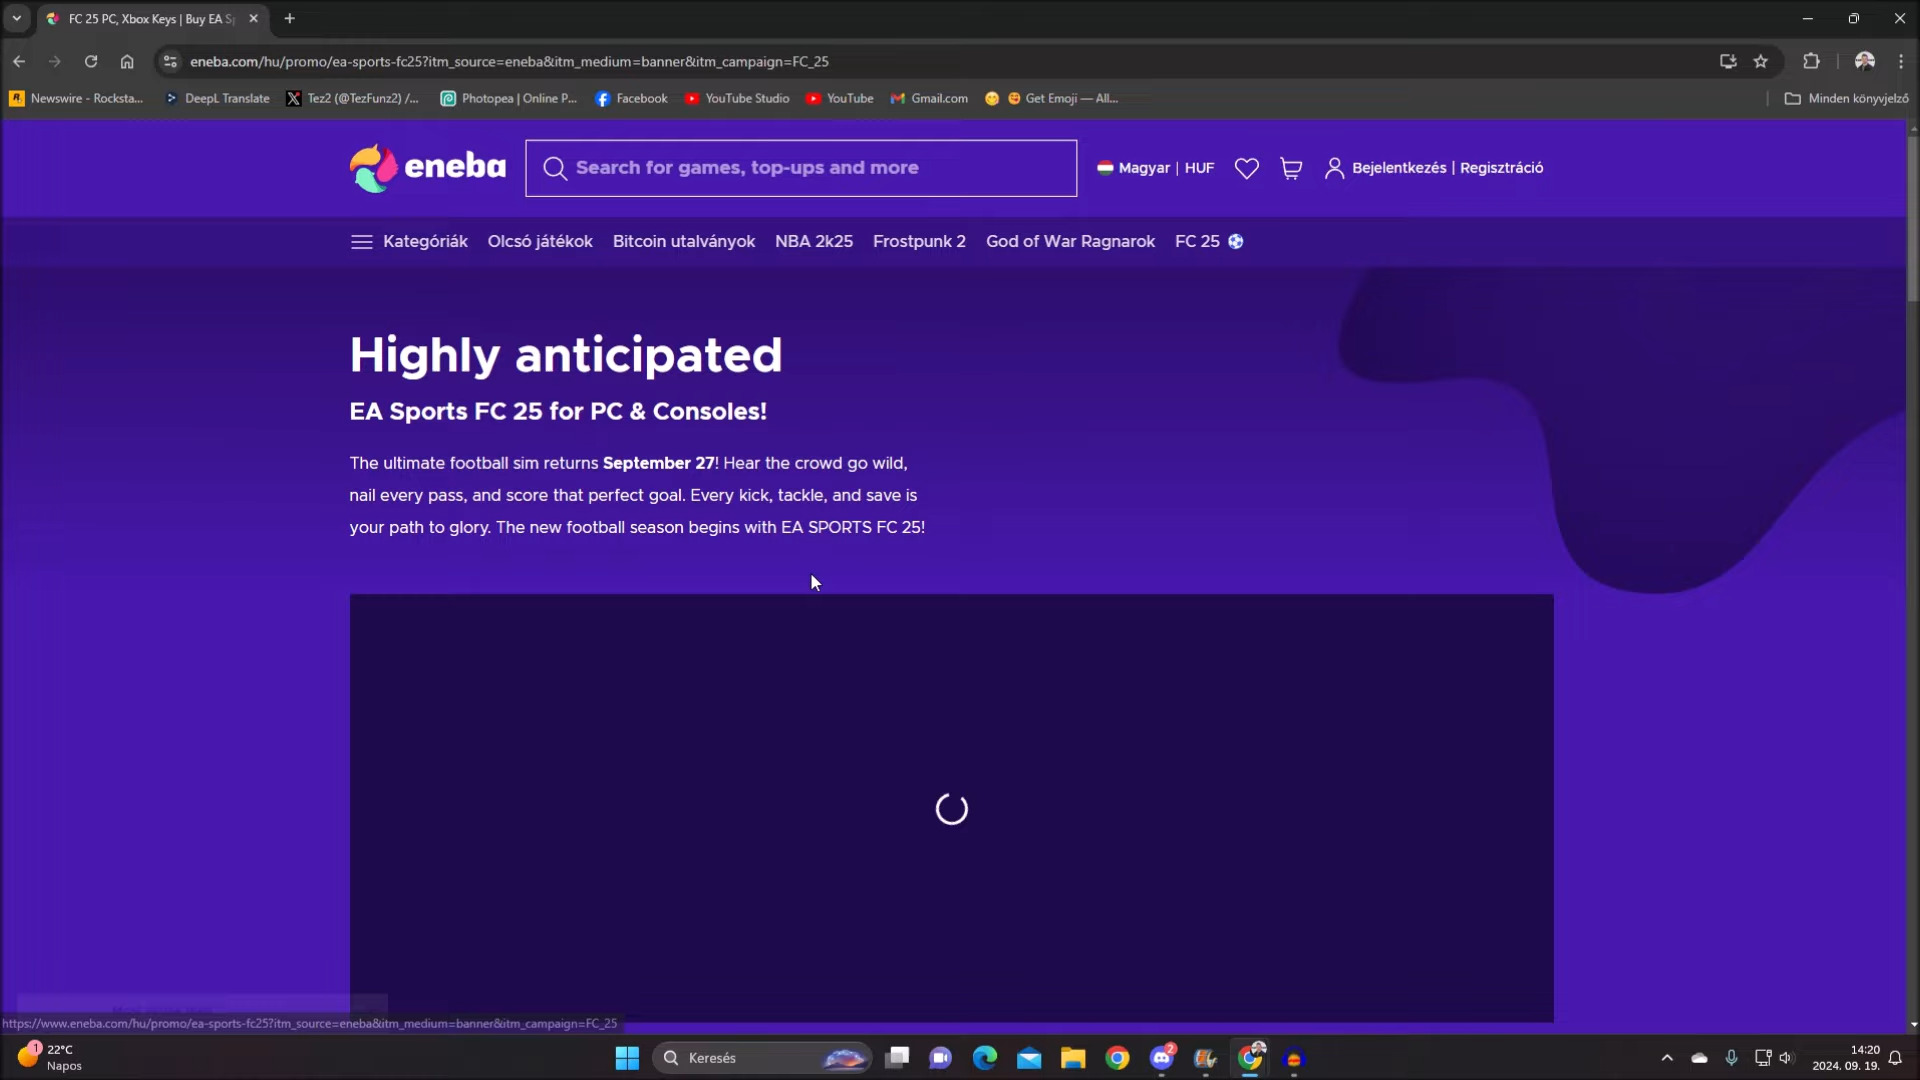 FC 25 PC, Xbox Keys | Buy EA Sp
eneba.com/hu/promo/ea-sports-fc25?itm_source=eneba&itm_medium=banner&itm_campaign=FC_25
Newswire - Rocksta...
DeepL Translate
Tez2 (@TezFunz2) /...
Photopea | Online P...
Facebook
YouTube Studio
YouTube
Gmail.com
Get Emoji — All...
Minden könyvjelző
eneba
Search for games, top-ups and more
Magyar | HUF
Bejelentkezés | Regisztráció
Kategóriák
Olcsó játékok
Bitcoin utalványok
NBA 2k25
Frostpunk 2
God of War Ragnarok
FC 25
Highly anticipated
EA Sports FC 25 for PC & Consoles!
The ultimate football sim returns September 27! Hear the crowd go wild,
nail every pass, and score that perfect goal. Every kick, tackle, and save is
your path to glory. The new football season begins with EA SPORTS FC 25!
https://www.eneba.com/hu/promo/ea-sports-fc25?itm_source=eneba&itm_medium=banner&itm_campaign=FC_25
1
22°C
Napos
Keresés
2
14:20
2024. 09. 19.